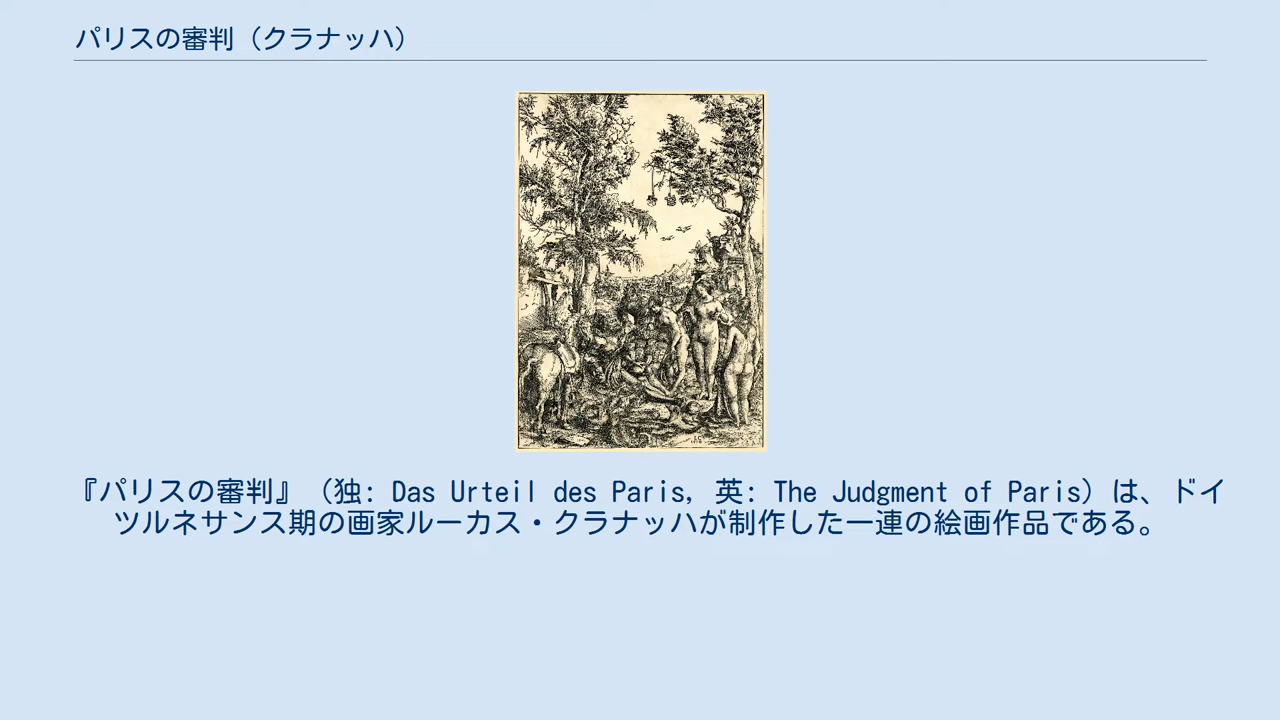 パリスの審判（クラナッハ）
『パリスの審判』（独: Das Urteil des Paris, 英: The Judgment of Paris）は、ドイ
ツルネサンス期の画家ルーカス・クラナッハが制作した一連の絵画作品である。